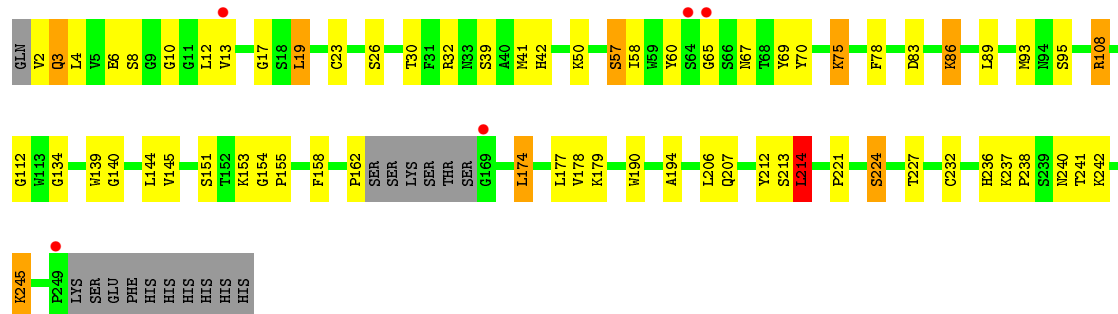 GLN V2 Q3 L4 V5 E6 S8 G9 G10 G11 L12 V13 G17 S18 L19 C23 S26 T30 F31 R32 N33 S39 A40 M41 H42 K50 S57 I58 W59 Y60 S64 G65 S66 N67 T68 Y69 Y70 K75 F78 D83 K86 L89 M93 N94 S95 R108
G112 W113 G134 W139 G140 L144 V145 S151 T152 K153 G154 P155 F158 P162 SER SER LYS SER THR SER G169 L174 L177 V178 K179 W190 A194 L206 Q207 Y212 S213 L214 P221 S224 T227 C232 H236 K237 P238 S239 N240 T241 K242
K245 P249 LYS SER GLU PHE HIS HIS HIS HIS HIS HIS